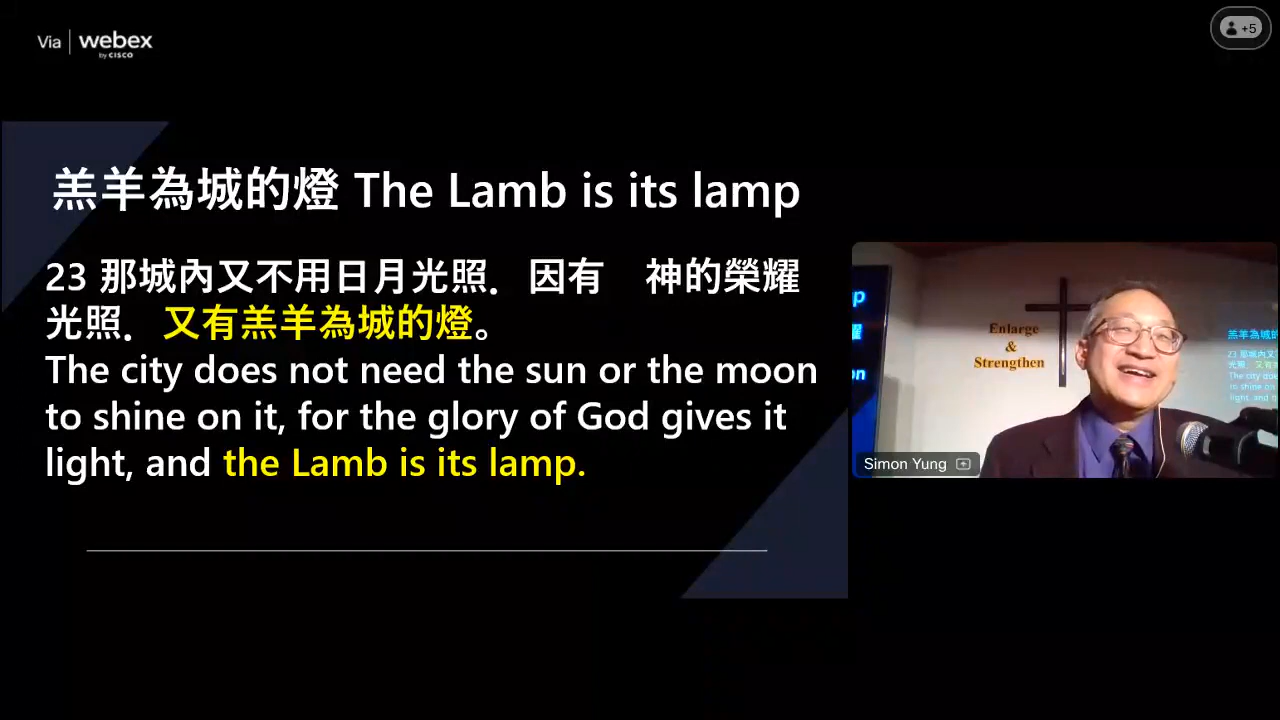 Via webex
by CISCO
+5
羔羊為城的燈 The Lamb is its lamp
23 那城內又不用日月光照．因有　神的榮耀
光照．又有羔羊為城的燈。
The city does not need the sun or the moon
to shine on it, for the glory of God gives it
light, and the Lamb is its lamp.
Enlarge
&
Strengthen
Simon Yung